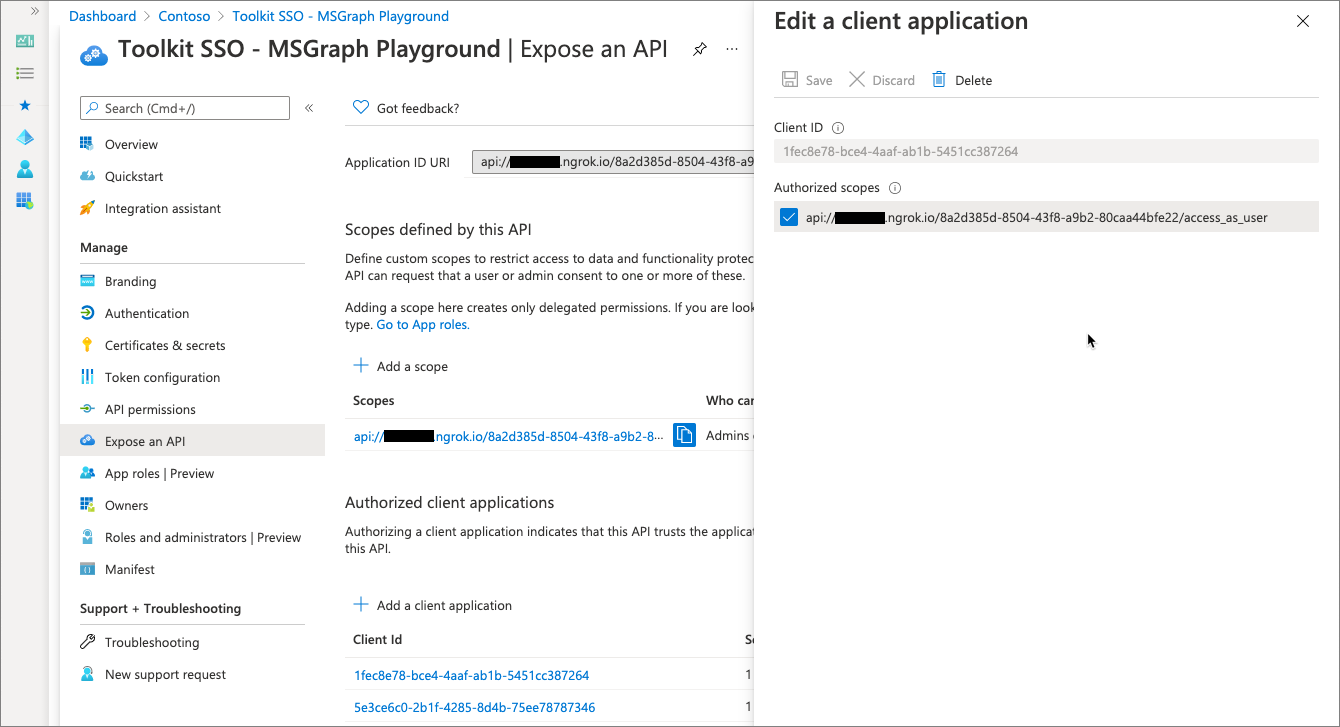 Dashboard > Contoso > Toolkit SSO - MSGraph Playground
Toolkit SSO - MSGraph Playground | Expose an API
Search (Cmd+/)
Overview
Quickstart
Integration assistant
Manage
Branding
Authentication
Certificates & secrets
Token configuration
API permissions
Expose an API
App roles | Preview
Owners
Roles and administrators | Preview
Manifest
Support + Troubleshooting
Troubleshooting
New support request
Got feedback?
Application ID URI
api://
.ngrok.io/8a2d385d-8504-43f8-a9
Scopes defined by this API
Define custom scopes to restrict access to data and functionality protec
API can request that a user or admin consent to one or more of these.
Adding a scope here creates only delegated permissions. If you are look
type. Go to App roles.
Add a scope
Scopes
Who can
api://
.ngrok.io/8a2d385d-8504-43f8-a9b2-8...
Admins
Authorized client applications
Authorizing a client application indicates that this API trusts the applicat
this API.
Add a client application
Client Id
1fec8e78-bce4-4aaf-ab1b-5451cc387264
1
5e3ce6c0-2b1f-4285-8d4b-75ee78787346
1
Edit a client application
Save
Discard
Delete
Client ID
1fec8e78-bce4-4aaf-ab1b-5451cc387264
Authorized scopes
api://
.ngrok.io/8a2d385d-8504-43f8-a9b2-80caa44bfe22/access_as_user